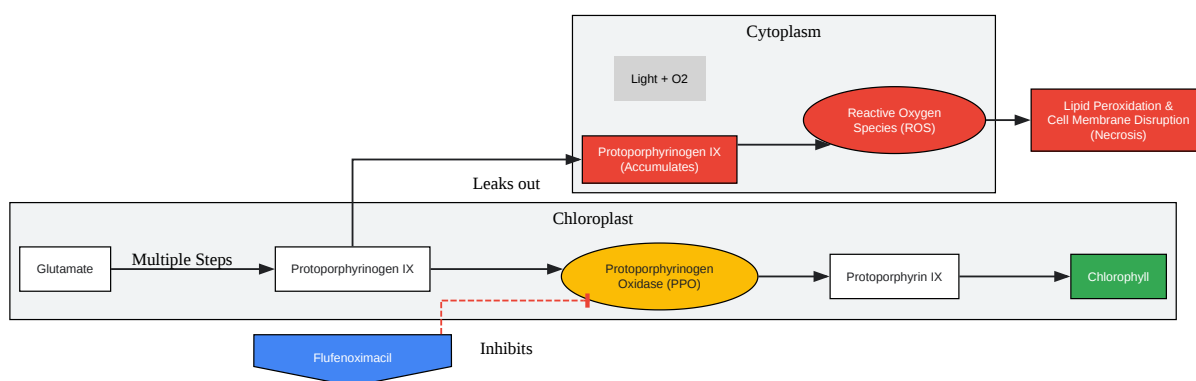 Cytoplasm
Light + O2
Reactive Oxygen
Species (ROS)
Lipid Peroxidation &
Cell Membrane Disruption
(Necrosis)
Protoporphyrinogen IX
(Accumulates)
Leaks out
Chloroplast
Glutamate
Multiple Steps
Protoporphyrinogen IX
Protoporphyrinogen
Oxidase (PPO)
Protoporphyrin IX
Chlorophyll
Flufenoximacil
Inhibits